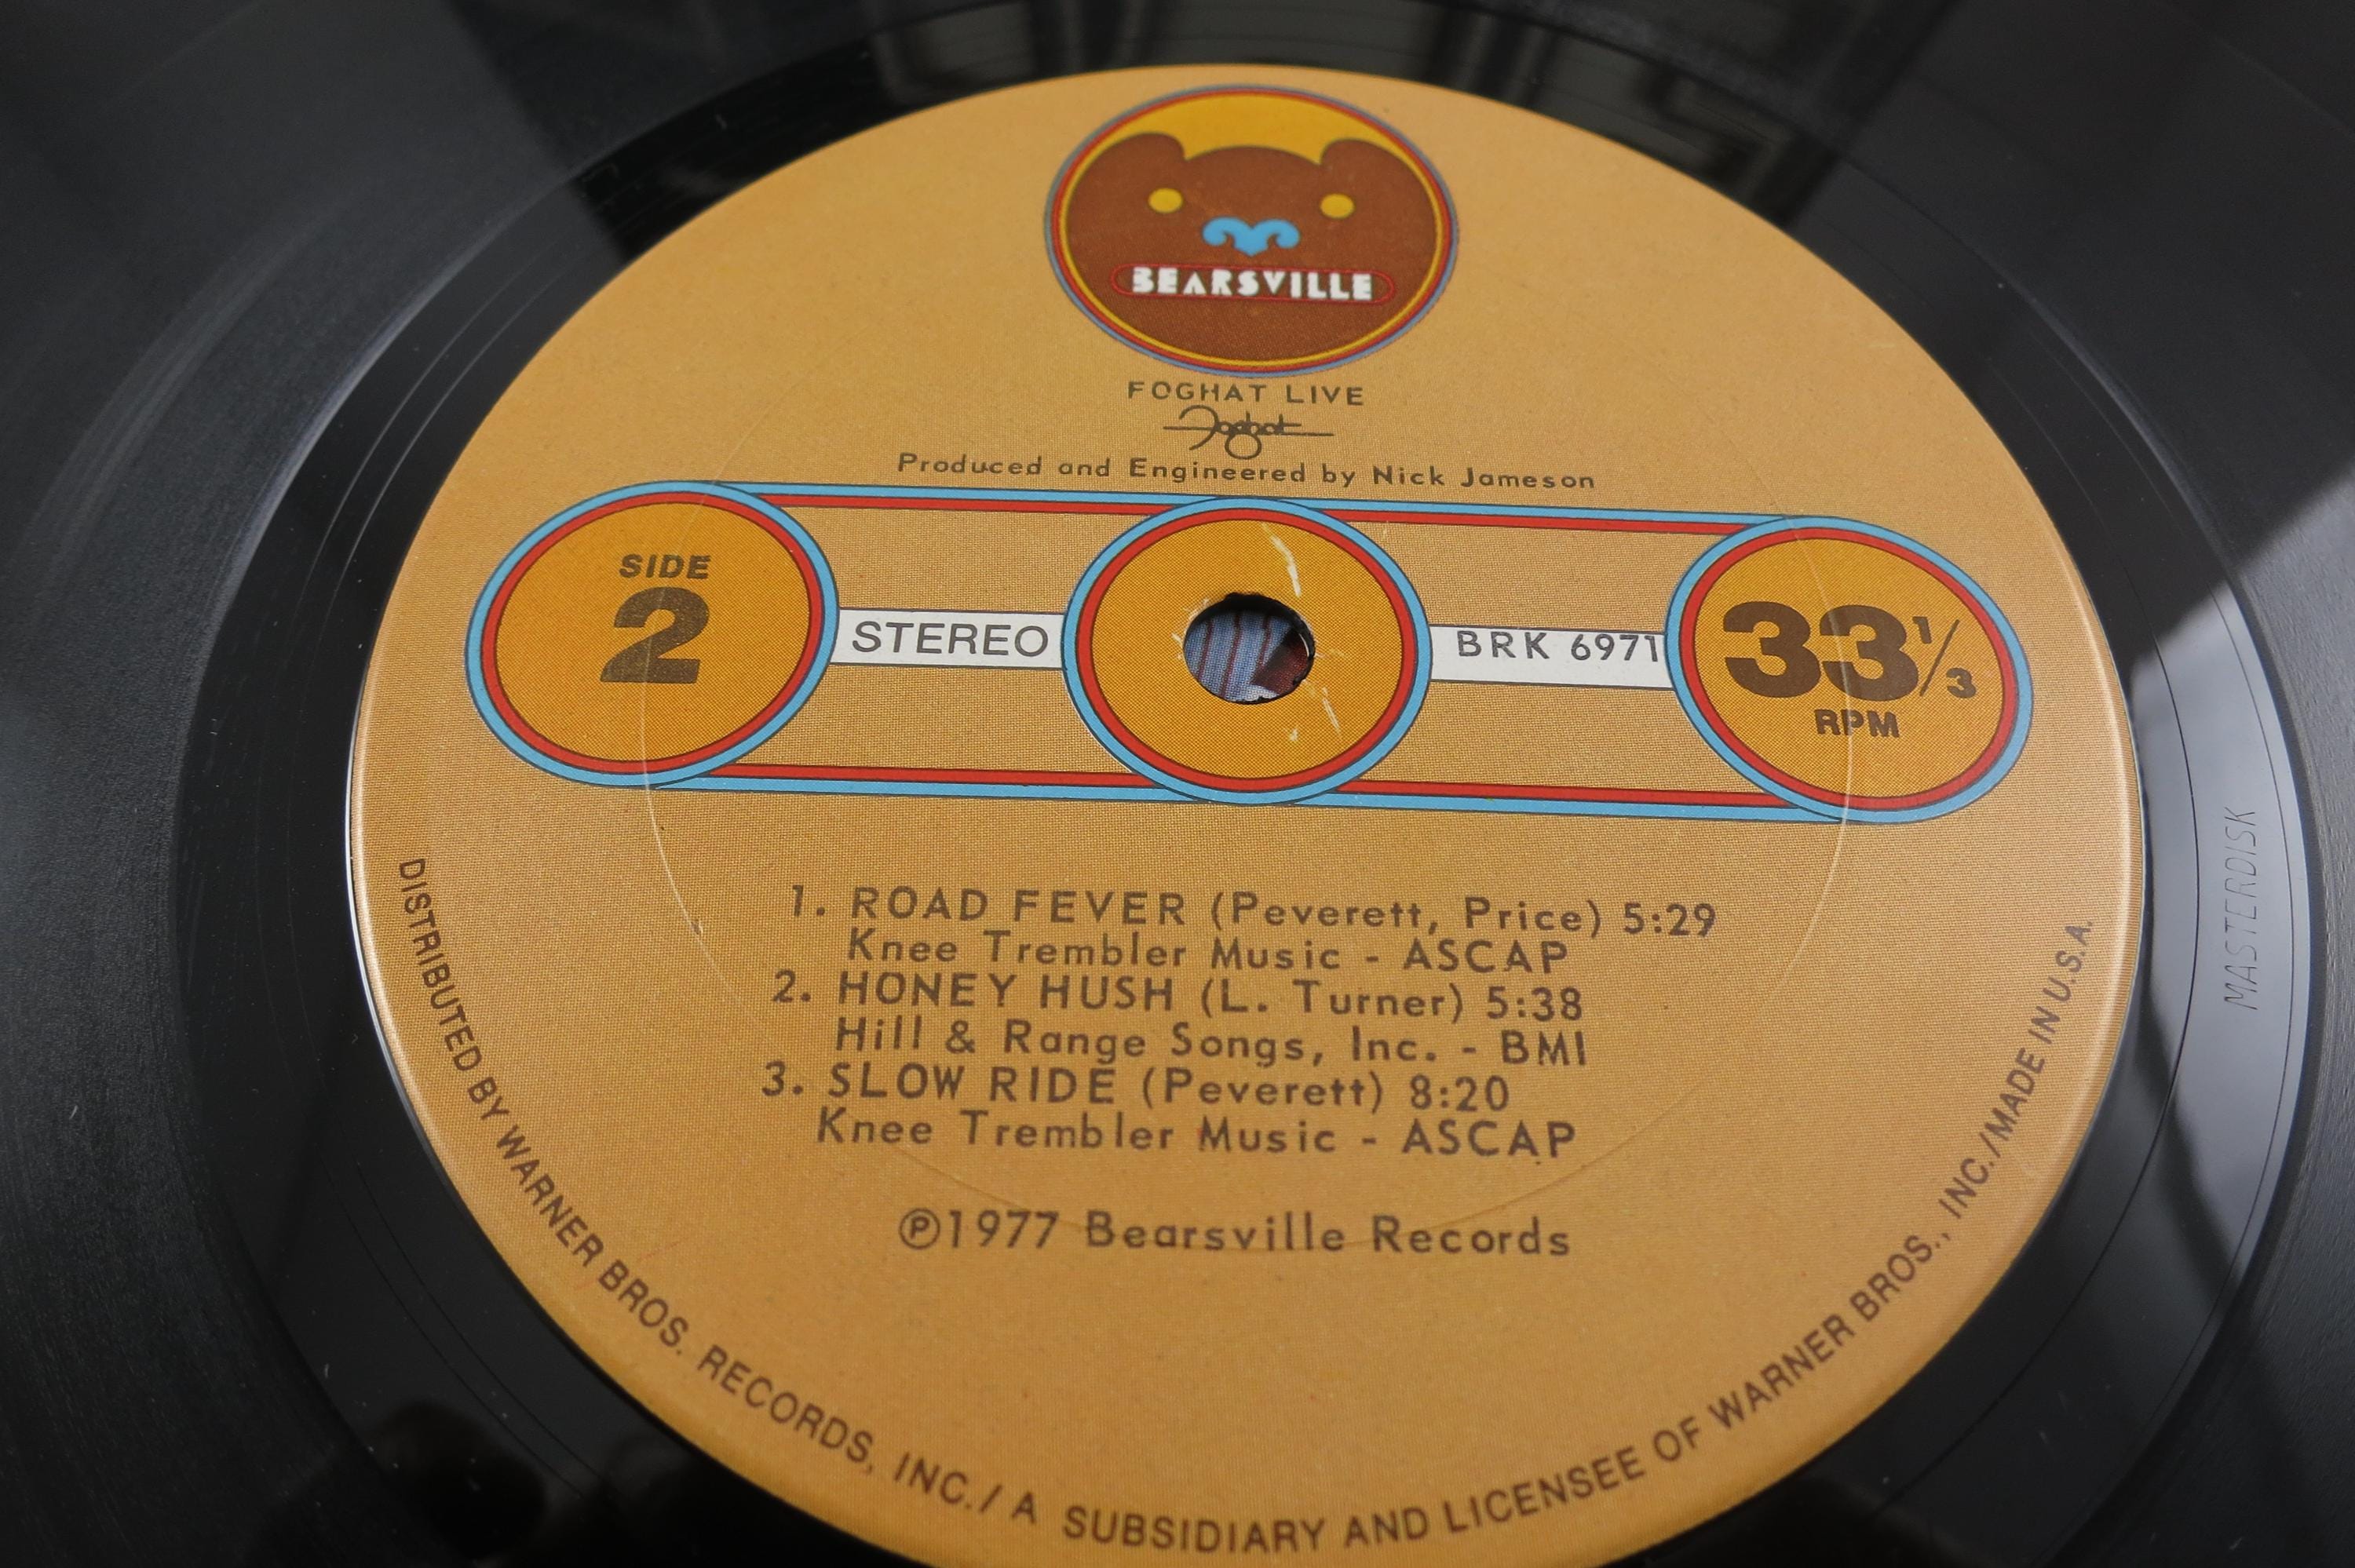 BEARSVILLE
FOGHAT LIVE
Foghat
Produced and Engineered by Nick Jameson
SIDE
2
STEREO
BRK 6971
33 1/3
RPM
1. ROAD FEVER (Peverett, Price) 5:29
Knee Trembler Music - ASCAP
2. HONEY HUSH (L. Turner) 5:38
Hill & Range Songs, Inc. - BMI
3. SLOW RIDE (Peverett) 8:20
Knee Trembler Music - ASCAP
℗1977 Bearsville Records
DISTRIBUTED BY WARNER BROS. RECORDS, INC./ A SUBSIDIARY AND LICENSEE OF WARNER BROS., INC./MADE IN U.S.A.
MASTERDISK